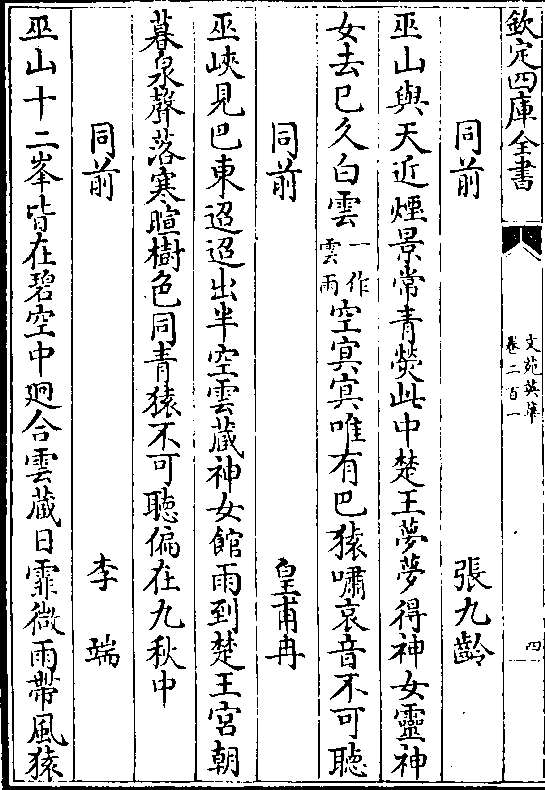 欽定四庫全書
文苑英華
卷二百一
四
同前
張九齡
巫山與天近煙景常青熒此中楚王夢夢得神女靈神
女去已久白雲一作雲雨空㝠㝠唯有巴猿嘯哀音不可聽
同前
皇甫冉
巫峽見巴東迢迢出半空雲藏神女館雨到楚王宮朝
暮泉聲落寒暄樹色同青猿不可聽偏在九秋中
同前
李端
巫山十二峯皆在碧空中廻合雲藏日霏微雨帶風猿